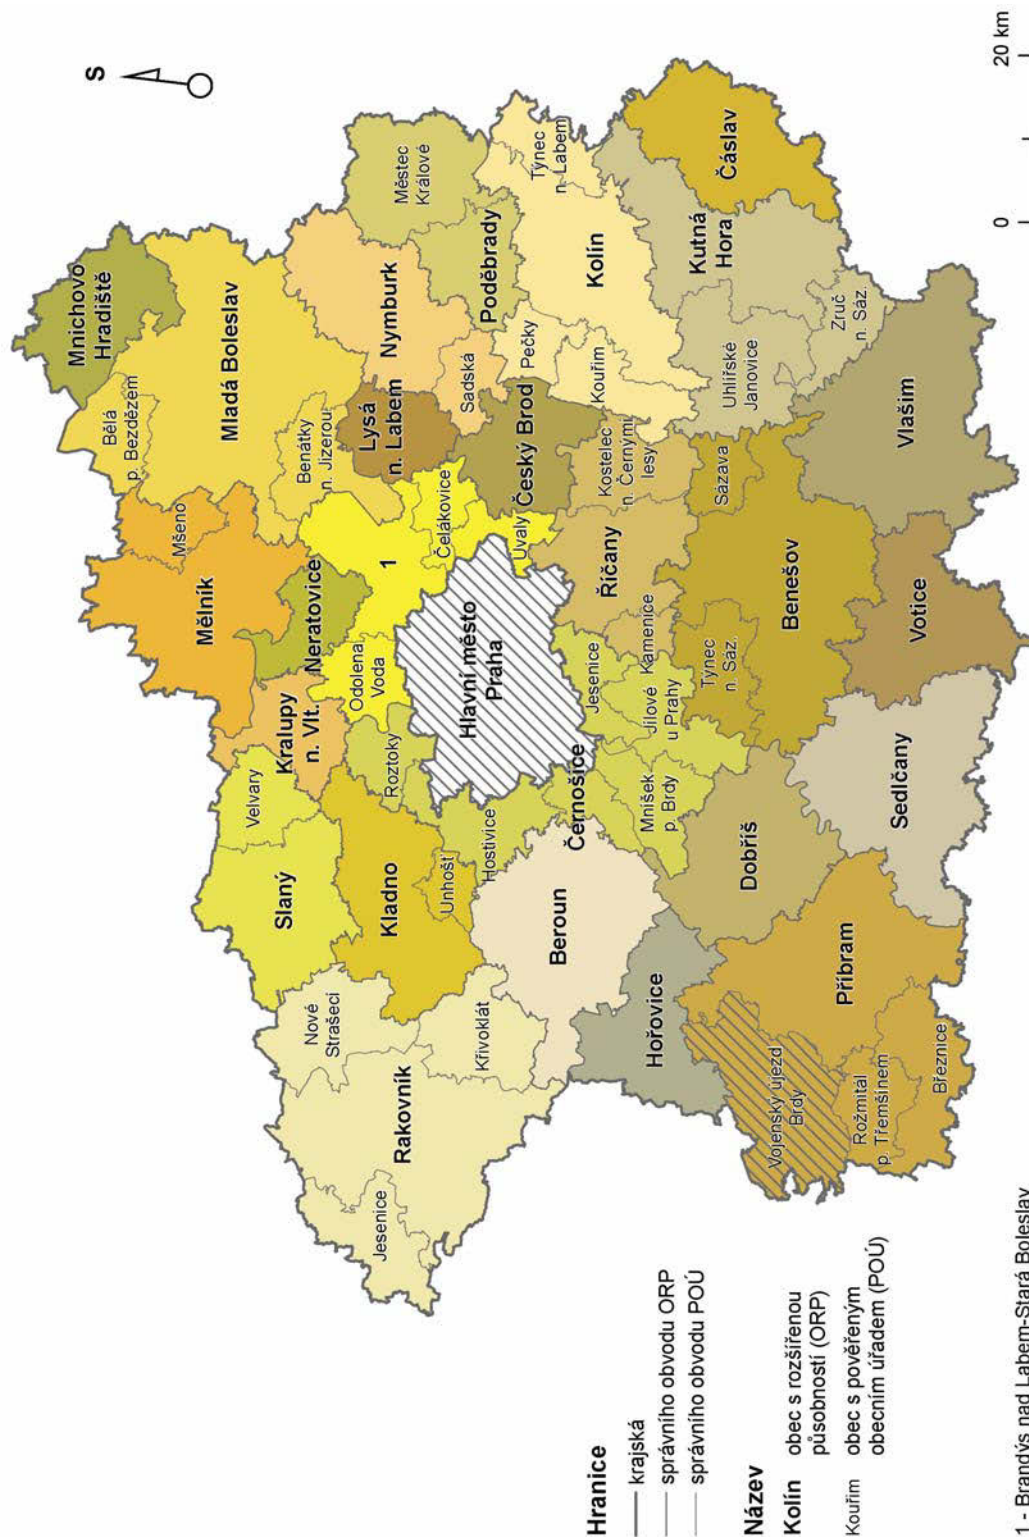 S
Mnichovo
Hradiště
Bělá
p. Bezdězem
Mladá Boleslav
Mšeno
Mělník
Benátky
n. Jizerou
Městec
Králové
Nymburk
Poděbrady
Lysá
n. Labem
Sadská
Neratovice
1
Čelákovice
Odolena
Voda
Kralupy
n. Vlt.
Velvary
Slaný
Roztoky
Kladno
Unhošť
Hostivice
Hlavní město
Praha
Úvaly
Český Brod
Pečky
Kouřim
Kolín
Týnec
n. Labem
Nové
Strašecí
Křivoklát
Rakovník
Jesenice
Beroun
Černošice
Jesenice
Říčany
Kamenice
Kostelec
n. Černými
lesy
Jílové
u Prahy
Mníšek
p. Brdy
Týnec
n. Sáz.
Sázava
Benešov
Uhlířské
Janovice
Kutná
Hora
Čáslav
Zruč
n. Sáz.
Vlašim
Votice
Sedlčany
Dobříš
Hořovice
Příbram
Vojenský újezd
Brdy
Rožmitál
p. Třemšínem
Březnice
Hranice
krajská
správního obvodu ORP
správního obvodu POÚ
Název
Kolín obec s rozšířenou
působností (ORP)
Kouřim obec s pověřeným
obecním úřadem (POÚ)
0 20 km
1 - Brandýs nad Labem-Stará Boleslav